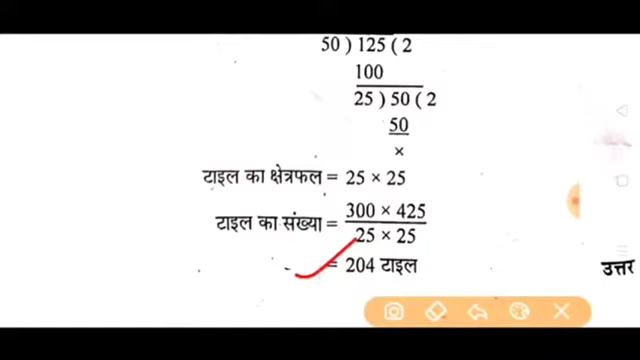 50 ) 125 ( 2
100
25 ) 50 ( 2
50
×
टाइल का क्षेत्रफल = 25 × 25
टाइल का संख्या = 300 × 425
25 × 25
= 204 टाइल
उत्तर